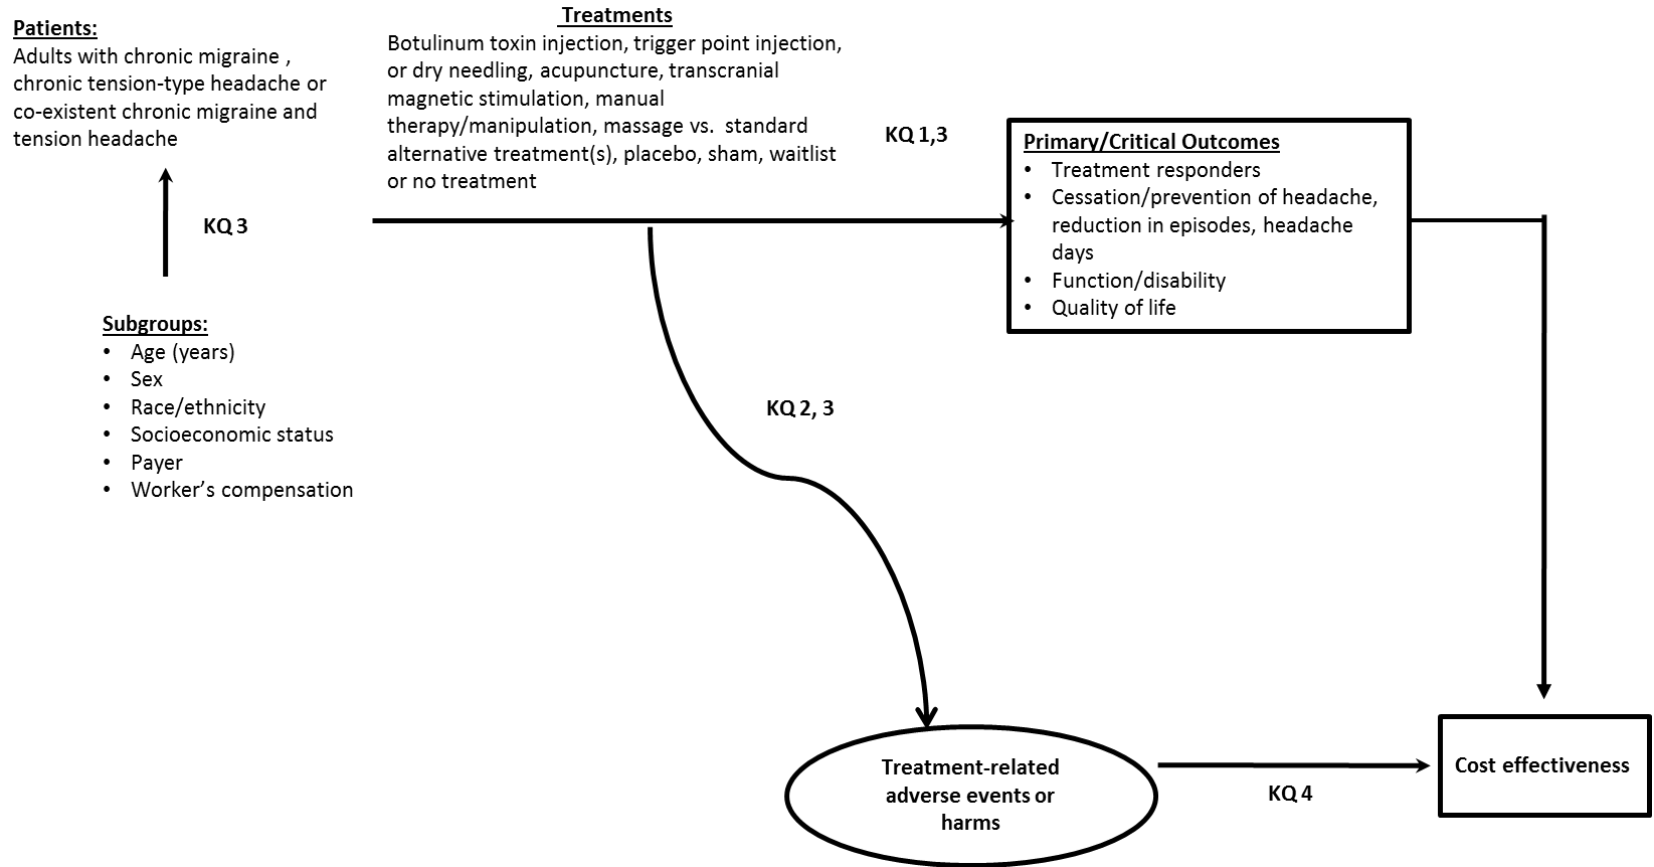 Patients:
Adults with chronic migraine ,
chronic tension-type headache or
co-existent chronic migraine and
tension headache
KQ 3
Subgroups:
• Age (years)
• Sex
• Race/ethnicity
• Socioeconomic status
• Payer
• Worker’s compensation
Treatments
Botulinum toxin injection, trigger point injection,
or dry needling, acupuncture, transcranial
magnetic stimulation, manual
therapy/manipulation, massage vs. standard
alternative treatment(s), placebo, sham, waitlist
or no treatment
KQ 1,3
Primary/Critical Outcomes
• Treatment responders
• Cessation/prevention of headache,
reduction in episodes, headache
days
• Function/disability
• Quality of life
KQ 2, 3
Treatment-related
adverse events or
harms
KQ 4
Cost effectiveness